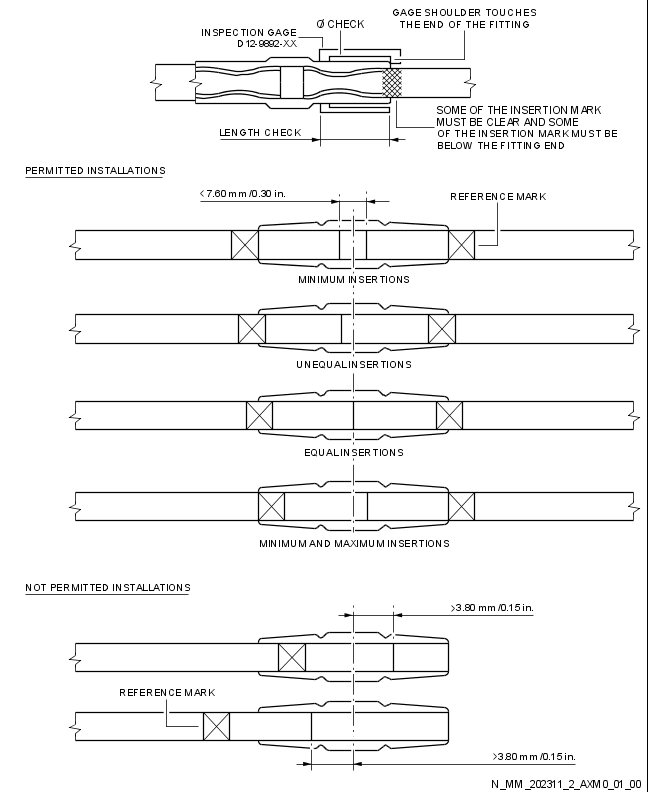 GAGE SHOULDER TOUCHES
THE END OF THE FITTING
Ø CHECK
INSPECTION GAGE
D12-9892-XX
SOME OF THE INSERTION MARK
MUST BE CLEAR AND SOME
OF THE INSERTION MARK MUST BE
BELOW THE FITTING END
LENGTH CHECK
PERMITTED INSTALLATIONS
<7.60 mm/0.30 in.
REFERENCE MARK
MINIMUM INSERTIONS
UNEQUAL INSERTIONS
EQUAL INSERTIONS
MINIMUM AND MAXIMUM INSERTIONS
NOT PERMITTED INSTALLATIONS
>3.80 mm/0.15 in.
REFERENCE MARK
>3.80 mm/0.15 in.
N_MM_202311_2_AXM0_01_00